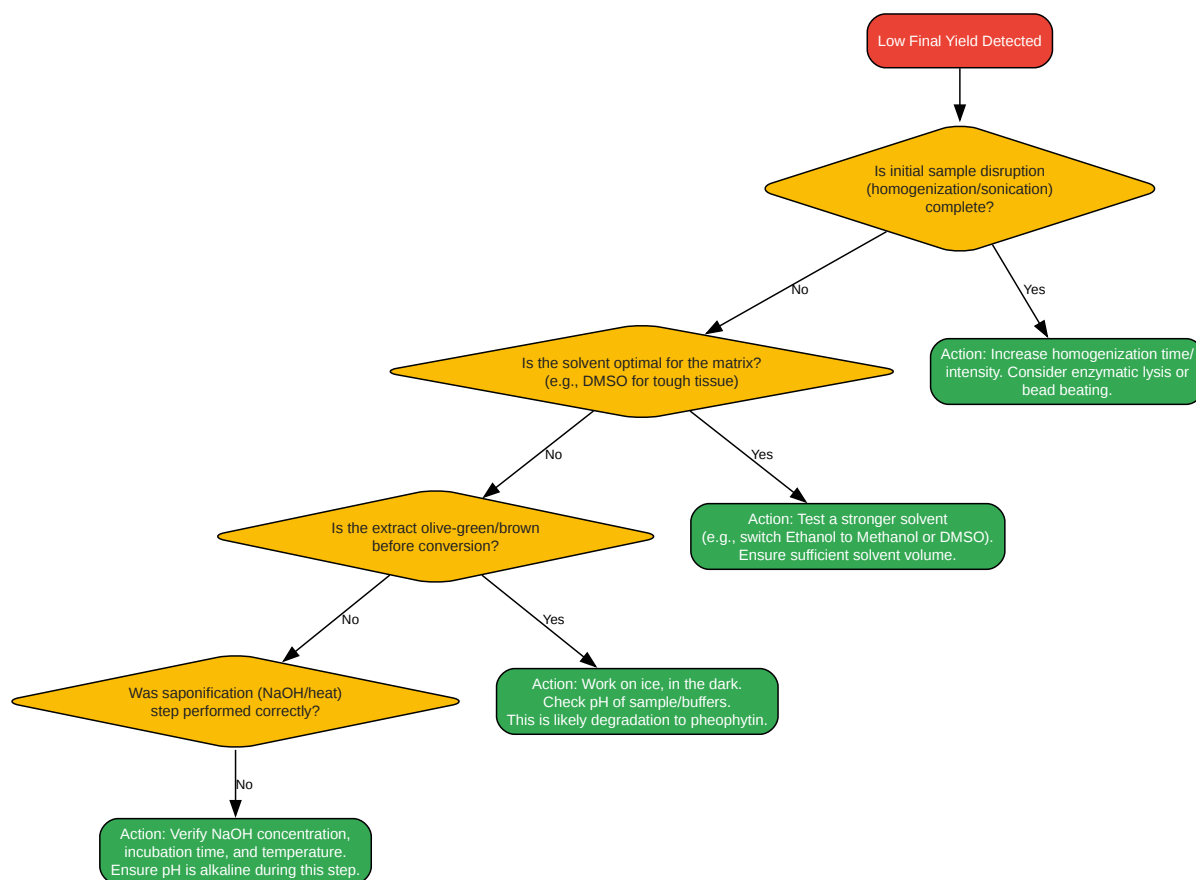 Low Final Yield Detected
Is initial sample disruption
(homogenization/sonication)
complete?
No
Yes
Is the solvent optimal for the matrix?
(e.g., DMSO for tough tissue)
Action: Increase homogenization time/
intensity. Consider enzymatic lysis or
bead beating.
No
Yes
Is the extract olive-green/brown
before conversion?
Action: Test a stronger solvent
(e.g., switch Ethanol to Methanol or DMSO).
Ensure sufficient solvent volume.
No
Yes
Was saponification (NaOH/heat)
step performed correctly?
Action: Work on ice, in the dark.
Check pH of sample/buffers.
This is likely degradation to pheophytin.
No
Action: Verify NaOH concentration,
incubation time, and temperature.
Ensure pH is alkaline during this step.